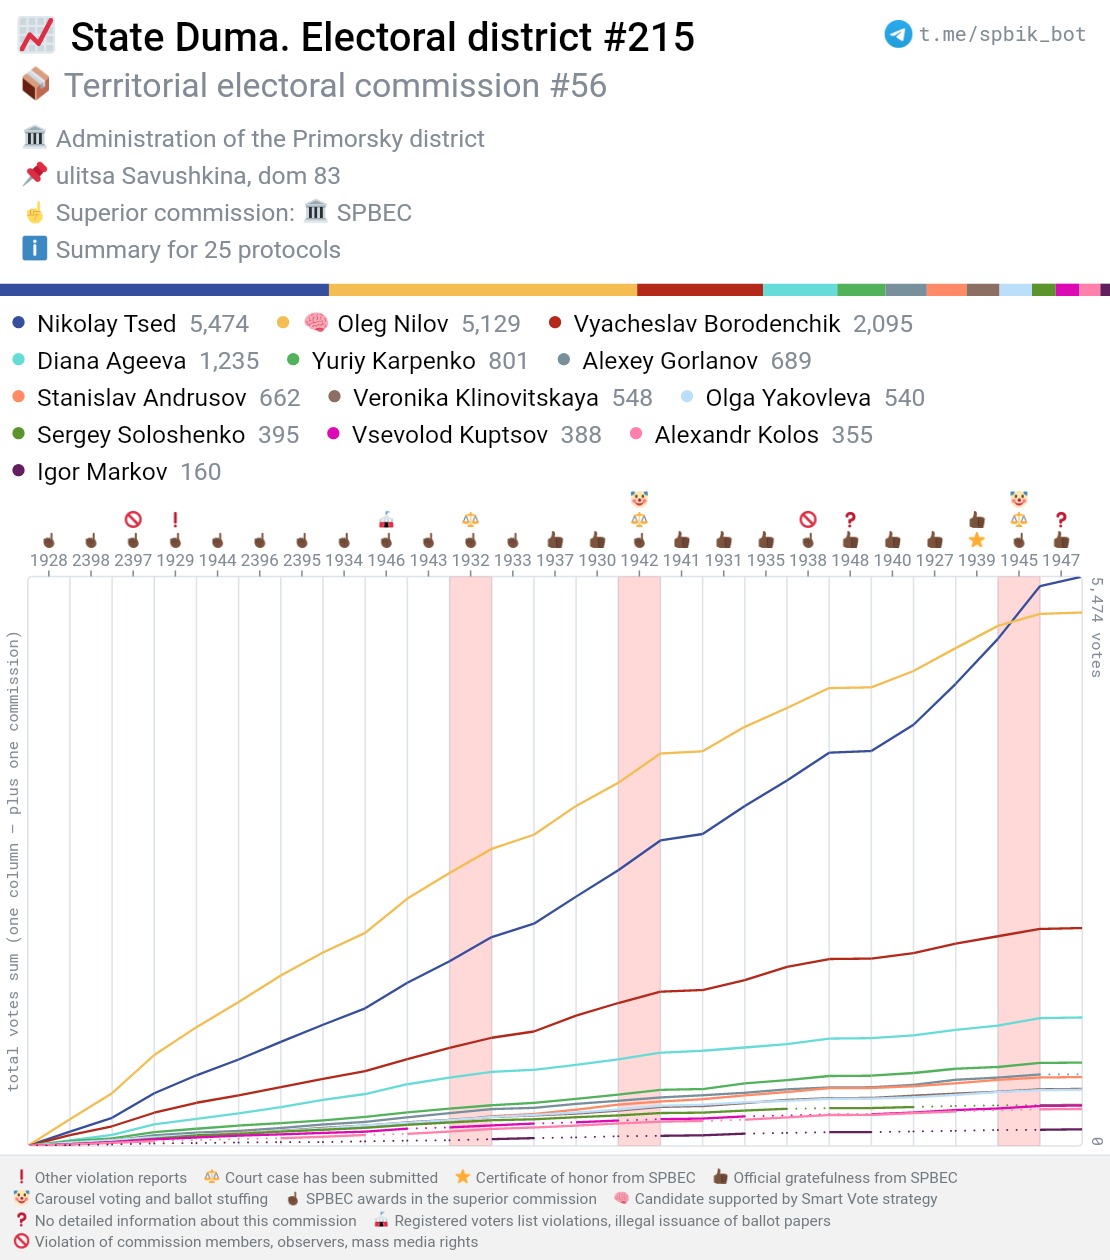 State Duma. Electoral district #215
t.me/spbik_bot
Territorial electoral commission #56
Administration of the Primorsky district
ulitsa Savushkina, dom 83
Superior commission: SPBEC
Summary for 25 protocols
Nikolay Tsed 5,474 Oleg Nilov 5,129 Vyacheslav Borodenchik 2,095
Diana Ageeva 1,235 Yuriy Karpenko 801 Alexey Gorlanov 689
Stanislav Andrusov 662 Veronika Klinovitskaya 548 Olga Yakovleva 540
Sergey Soloshenko 395 Vsevolod Kuptsov 388 Alexandr Kolos 355
Igor Markov 160
1928 2398 2397 1929 1944 2396 2395 1934 1946 1943 1932 1933 1937 1930 1942 1941 1931 1935 1938 1948 1940 1927 1939 1945 1947
5,474 votes
total votes sum (one column – plus one commission)
0
Other violation reports Court case has been submitted Certificate of honor from SPBEC Official gratefulness from SPBEC
Carousel voting and ballot stuffing SPBEC awards in the superior commission Candidate supported by Smart Vote strategy
No detailed information about this commission Registered voters list violations, illegal issuance of ballot papers
Violation of commission members, observers, mass media rights